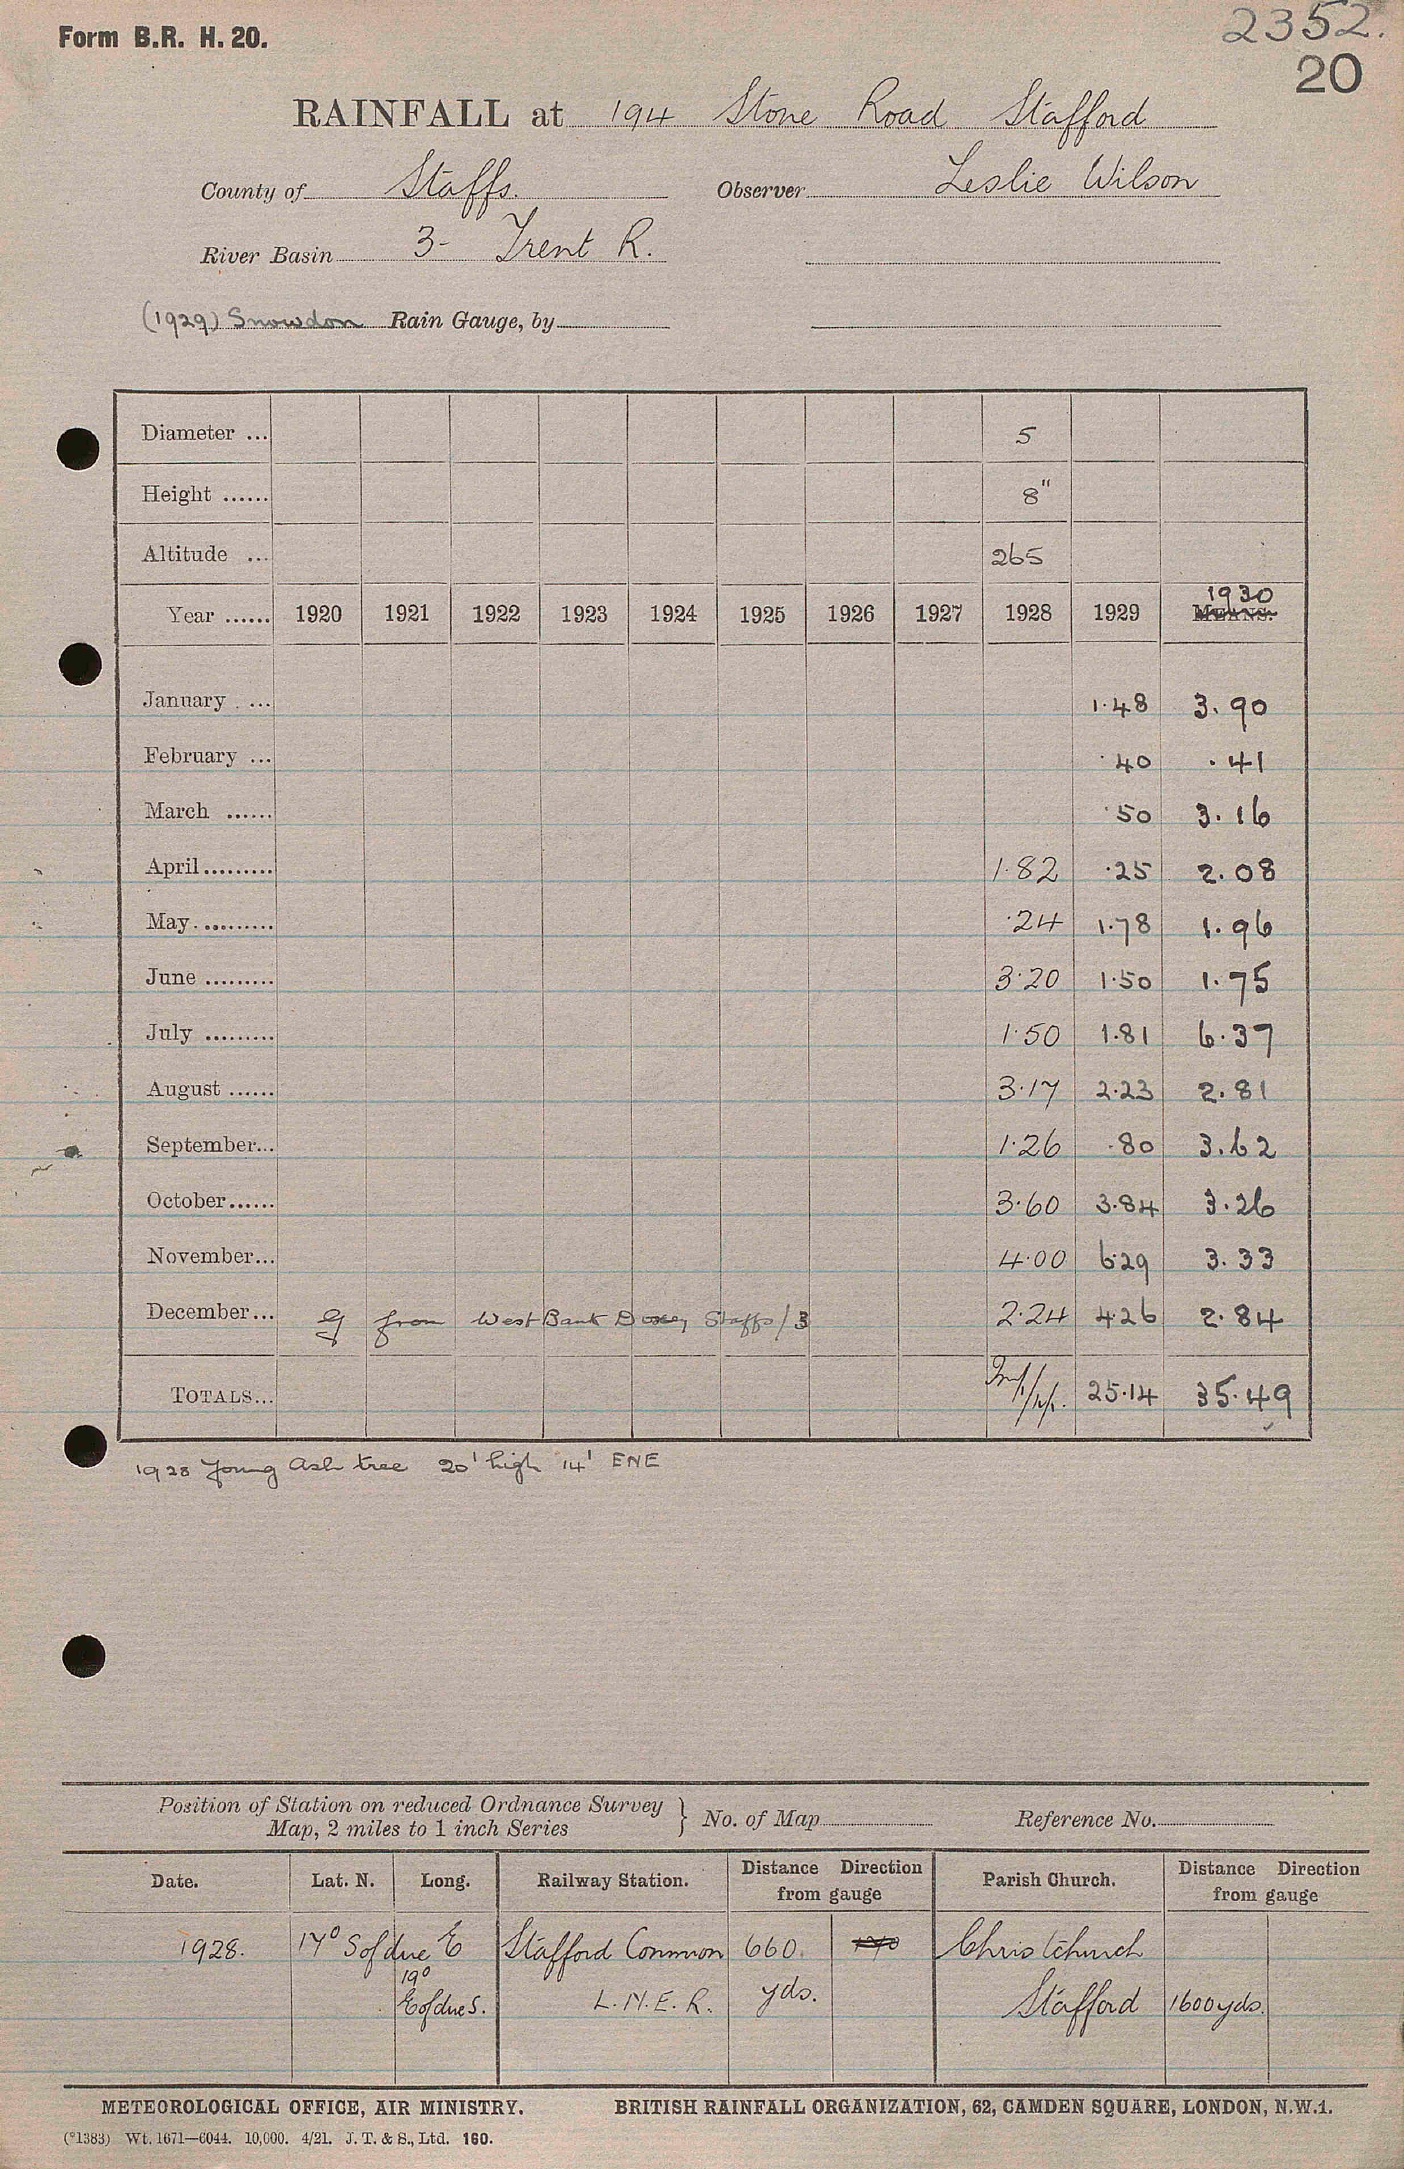 Form B.R. H. 20.
2352.
20
RAINFALL at 194 Stone Road Stafford
County of Staffs. Observer Leslie Wilson
River Basin 3- Trent R.
(1929) Snowdon Rain Gauge, by
Diameter ... 5
Height ...... 8"
Altitude ... 265
1930
Year ...... 1920 1921 1922 1923 1924 1925 1926 1927 1928 1929 MEANS.
January ... 1.48 3.90
February ... .40 .41
March ...... .50 3.16
April ......... 1.82 .25 2.08
May .......... .24 1.78 1.96
June ......... 3.20 1.50 1.75
July ......... 1.50 1.81 6.37
August ...... 3.17 2.23 2.81
September... 1.26 .80 3.62
October...... 3.60 3.84 3.26
November... 4.00 6.29 3.33
December... from West Bank Doxey Staffs/3 2.24 4.26 2.84
TOTALS... 25.14 35.49
1928 Young Ash tree 20' high 14' ENE
Position of Station on reduced Ordnance Survey
Map, 2 miles to 1 inch Series } No. of Map Reference No.
Date. Lat. N. Long. Railway Station. Distance Direction from gauge Parish Church. Distance Direction from gauge
1928. 17° S of due E Stafford Common 660. Christchurch
19°
E of due S. L.N.E.R. yds. Stafford 1600 yds.
METEOROLOGICAL OFFICE, AIR MINISTRY. BRITISH RAINFALL ORGANIZATION, 62, CAMDEN SQUARE, LONDON, N.W.1.
(*1383) Wt. 1671—6044. 10,000. 4/21. J. T. & S., Ltd. 160.